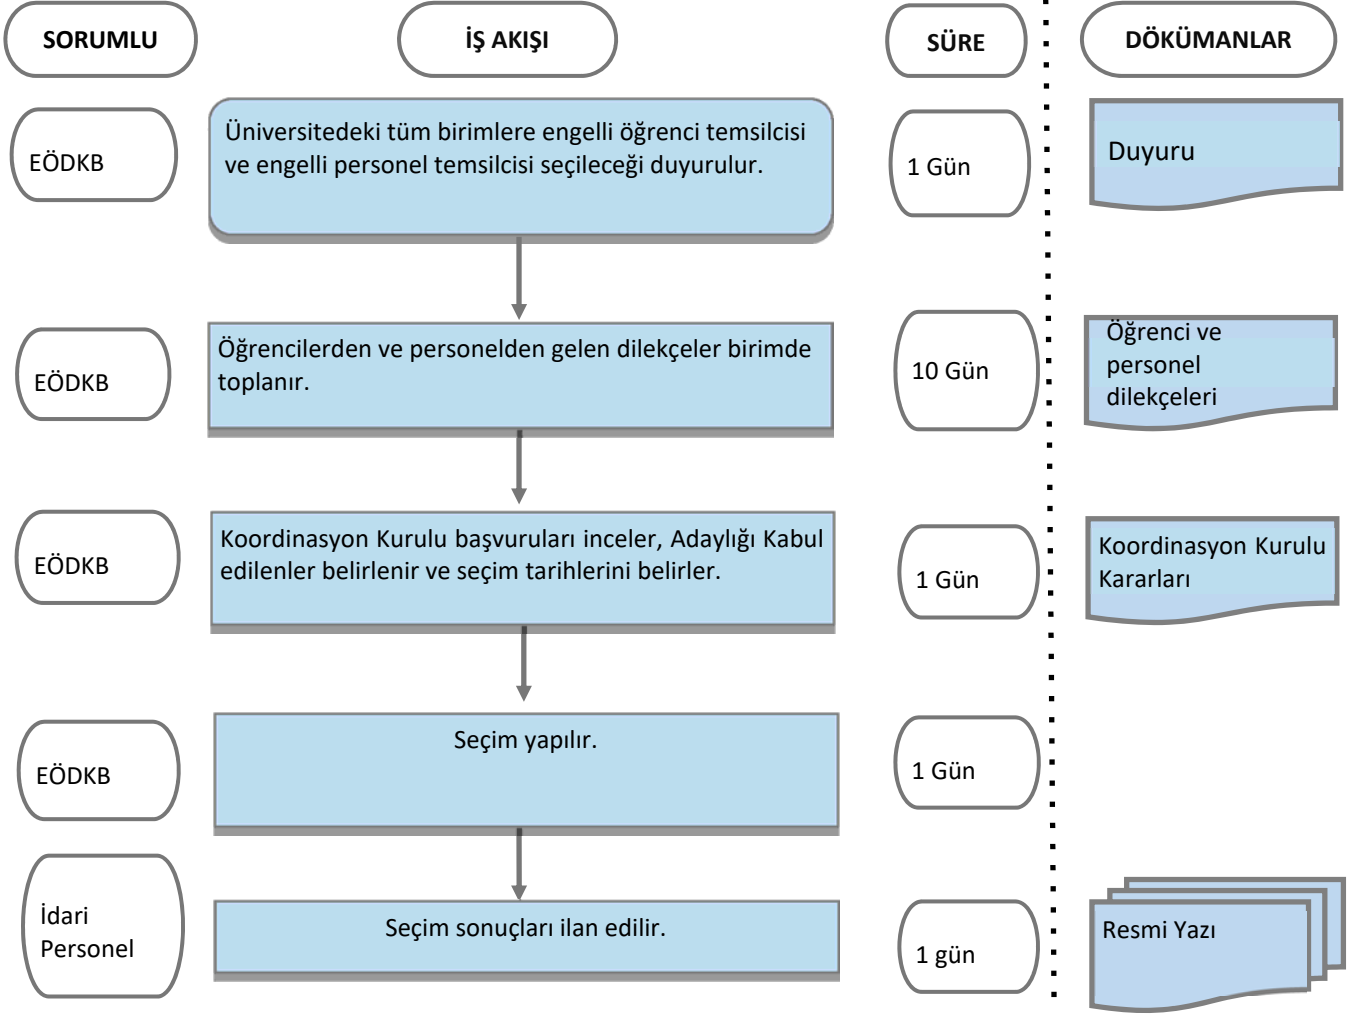 SORUMLU
İŞ AKIŞI
SÜRE
DÖKÜMANLAR
EÖDKB
Üniversitedeki tüm birimlere engelli öğrenci temsilcisi
ve engelli personel temsilcisi seçileceği duyurulur.
1 Gün
Duyuru
EÖDKB
Öğrencilerden ve personelden gelen dilekçeler birimde
toplanır.
10 Gün
Öğrenci ve
personel
dilekçeleri
EÖDKB
Koordinasyon Kurulu başvuruları inceler, Adaylığı Kabul
edilenler belirlenir ve seçim tarihlerini belirler.
1 Gün
Koordinasyon Kurulu
Kararları
EÖDKB
Seçim yapılır.
1 Gün
İdari
Personel
Seçim sonuçları ilan edilir.
1 gün
Resmi Yazı